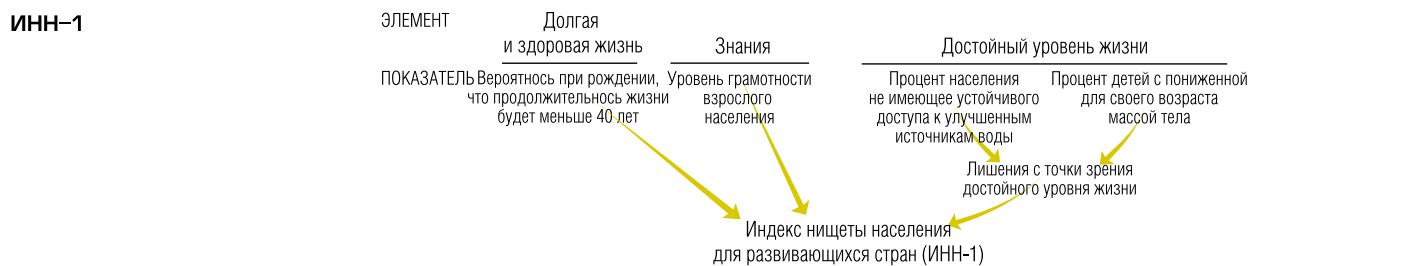 ИНН–1
ЭЛЕМЕНТ
Долгая
и здоровая жизнь
Знания
Достойный уровень жизни
ПОКАЗАТЕЛЬ
Вероятнось при рождении,
что продолжительнось жизни
будет меньше 40 лет
Уровень грамотности
взрослого
населения
Процент населения
не имеющее устойчивого
доступа к улучшенным
источникам воды
Процент детей с пониженной
для своего возраста
массой тела
Лишения с точки зрения
достойного уровня жизни
Индекс нищеты населения
для развивающихся стран (ИНН-1)